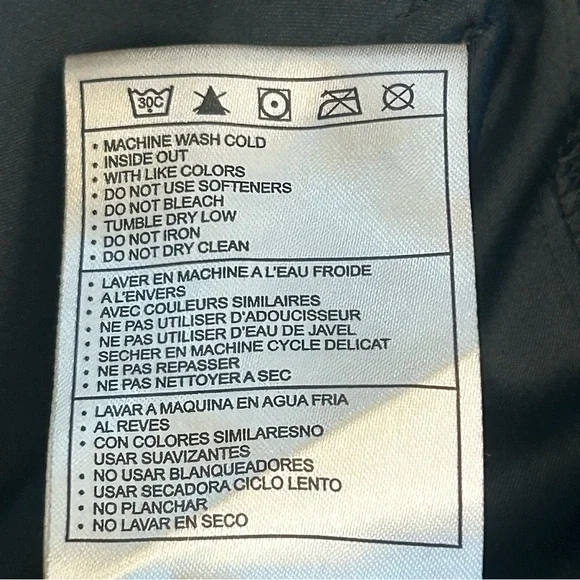 30C
• MACHINE WASH COLD
• INSIDE OUT
• WITH LIKE COLORS
• DO NOT USE SOFTENERS
• DO NOT BLEACH
• TUMBLE DRY LOW
• DO NOT IRON
• DO NOT DRY CLEAN
• LAVER EN MACHINE A L'EAU FROIDE
• A L'ENVERS
• AVEC COULEURS SIMILAIRES
• NE PAS UTILISER D'ADOUCISSEUR
• NE PAS UTILISER D'EAU DE JAVEL
• SECHER EN MACHINE CYCLE DELICAT
• NE PAS REPASSER
• NE PAS NETTOYER A SEC
• LAVAR A MAQUINA EN AGUA FRIA
• AL REVES
• CON COLORES SIMILARESNO
USAR SUAVIZANTES
• NO USAR BLANQUEADORES
• USAR SECADORA CICLO LENTO
• NO PLANCHAR
• NO LAVAR EN SECO